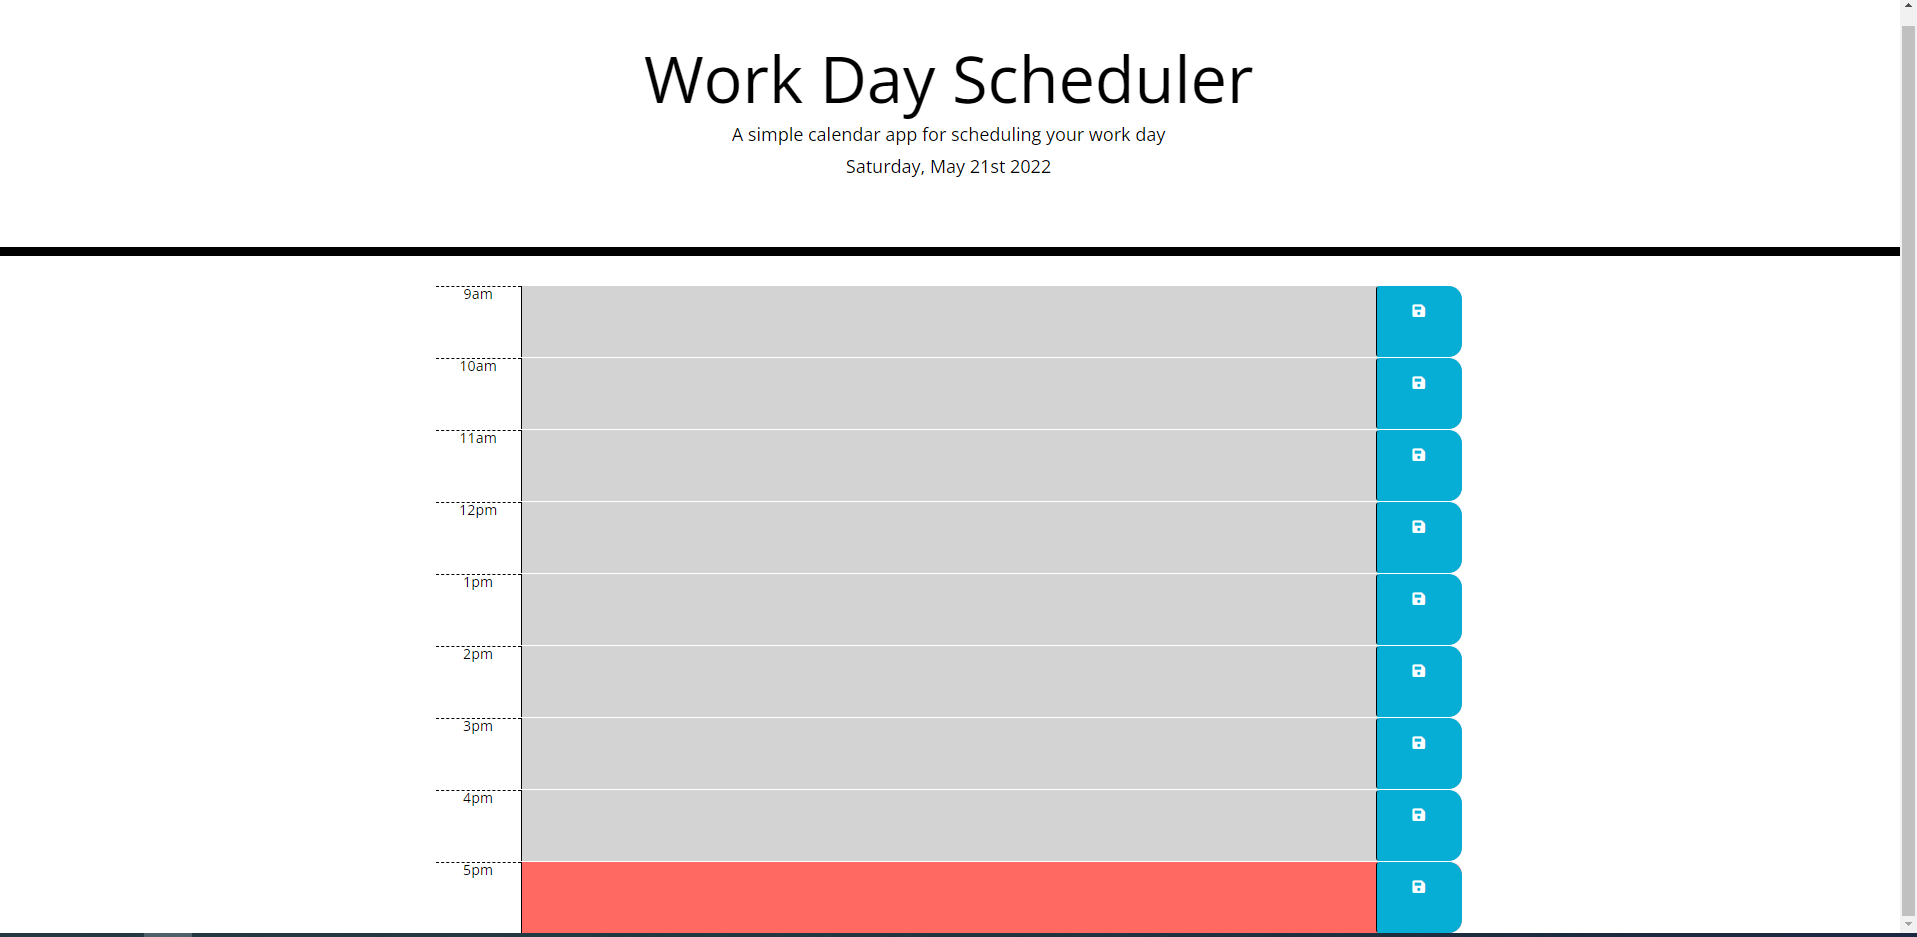 Work Day Scheduler
A simple calendar app for scheduling your work day
Saturday, May 21st 2022
9am
10am
11am
12pm
1pm
2pm
3pm
4pm
5pm